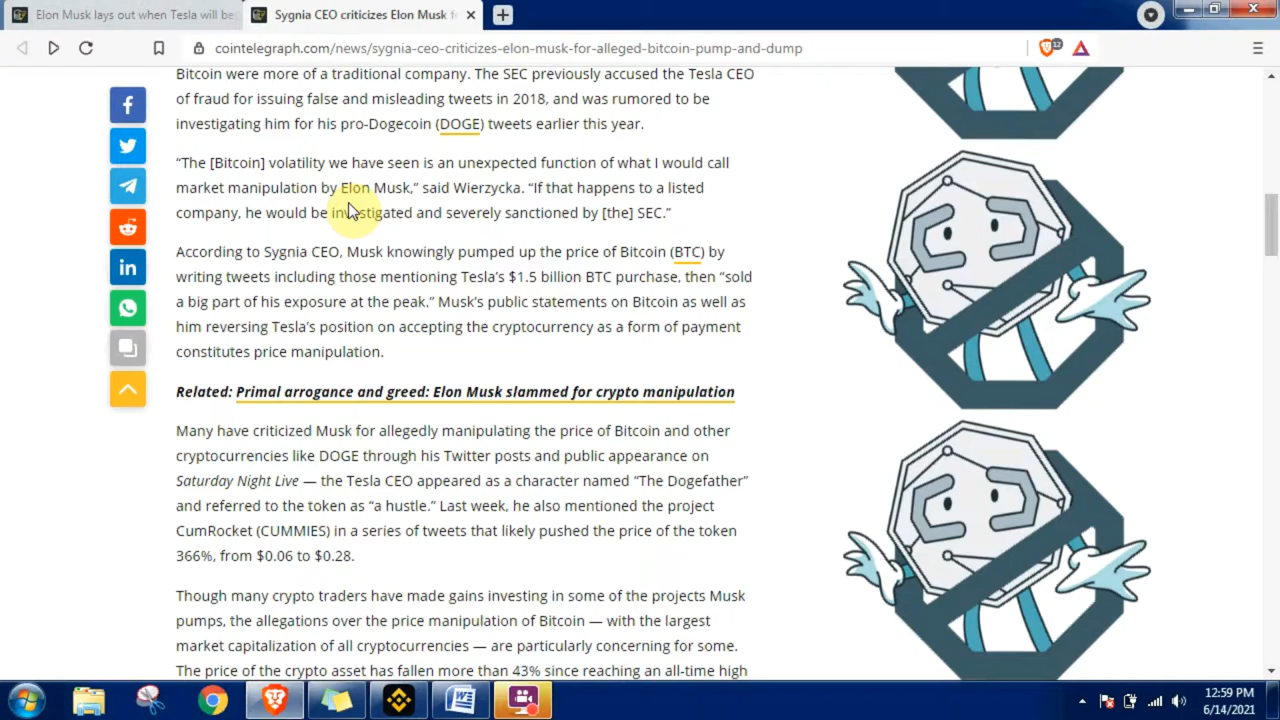 Elon Musk lays out when Tesla will be
Sygnia CEO criticizes Elon Musk f
cointelegraph.com/news/sygnia-ceo-criticizes-elon-musk-for-alleged-bitcoin-pump-and-dump
12
Bitcoin were more of a traditional company. The SEC previously accused the Tesla CEO
of fraud for issuing false and misleading tweets in 2018, and was rumored to be
investigating him for his pro-Dogecoin (DOGE) tweets earlier this year.
“The [Bitcoin] volatility we have seen is an unexpected function of what I would call
market manipulation by Elon Musk,” said Wierzycka. “If that happens to a listed
company, he would be investigated and severely sanctioned by [the] SEC.”
According to Sygnia CEO, Musk knowingly pumped up the price of Bitcoin (BTC) by
writing tweets including those mentioning Tesla’s $1.5 billion BTC purchase, then “sold
a big part of his exposure at the peak.” Musk’s public statements on Bitcoin as well as
him reversing Tesla’s position on accepting the cryptocurrency as a form of payment
constitutes price manipulation.
Related: Primal arrogance and greed: Elon Musk slammed for crypto manipulation
Many have criticized Musk for allegedly manipulating the price of Bitcoin and other
cryptocurrencies like DOGE through his Twitter posts and public appearance on
Saturday Night Live — the Tesla CEO appeared as a character named “The Dogefather”
and referred to the token as “a hustle.” Last week, he also mentioned the project
CumRocket (CUMMIES) in a series of tweets that likely pushed the price of the token
366%, from $0.06 to $0.28.
Though many crypto traders have made gains investing in some of the projects Musk
pumps, the allegations over the price manipulation of Bitcoin — with the largest
market capitalization of all cryptocurrencies — are particularly concerning for some.
The price of the crypto asset has fallen more than 43% since reaching an all-time high
12:59 PM
6/14/2021